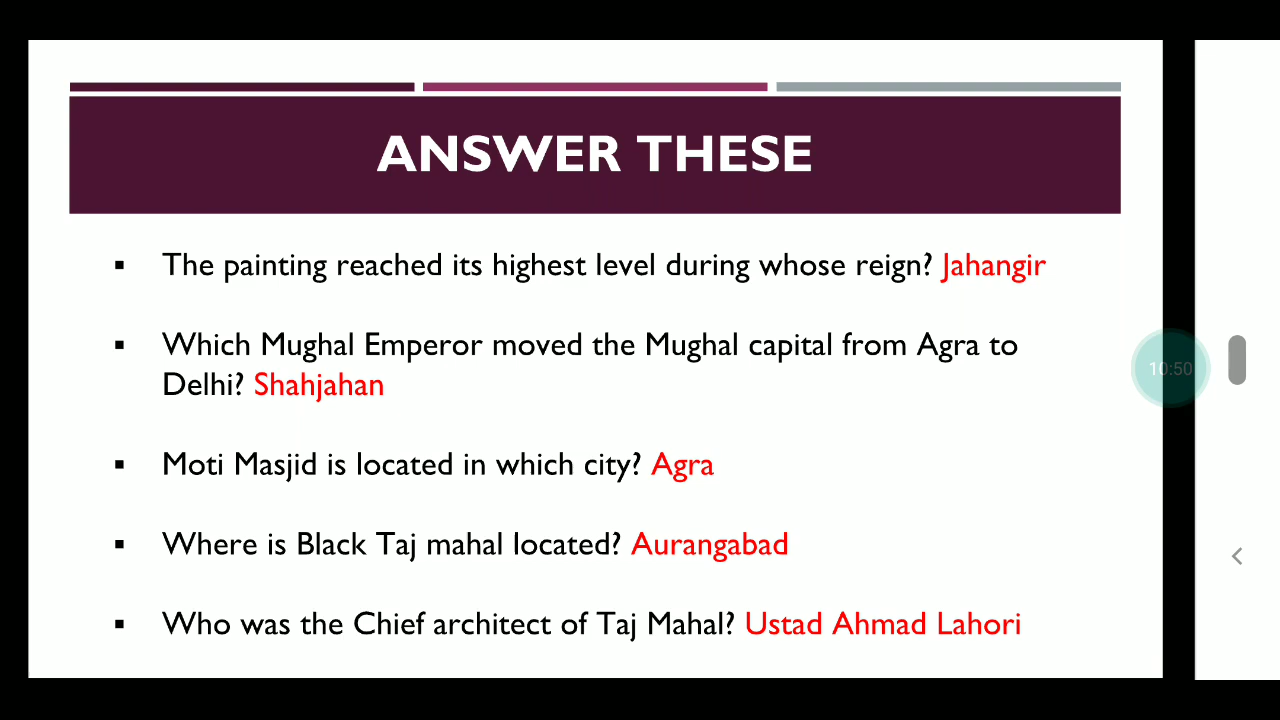 ANSWER THESE
▪ The painting reached its highest level during whose reign? Jahangir
▪ Which Mughal Emperor moved the Mughal capital from Agra to
Delhi? Shahjahan
▪ Moti Masjid is located in which city? Agra
▪ Where is Black Taj mahal located? Aurangabad
▪ Who was the Chief architect of Taj Mahal? Ustad Ahmad Lahori
10:50